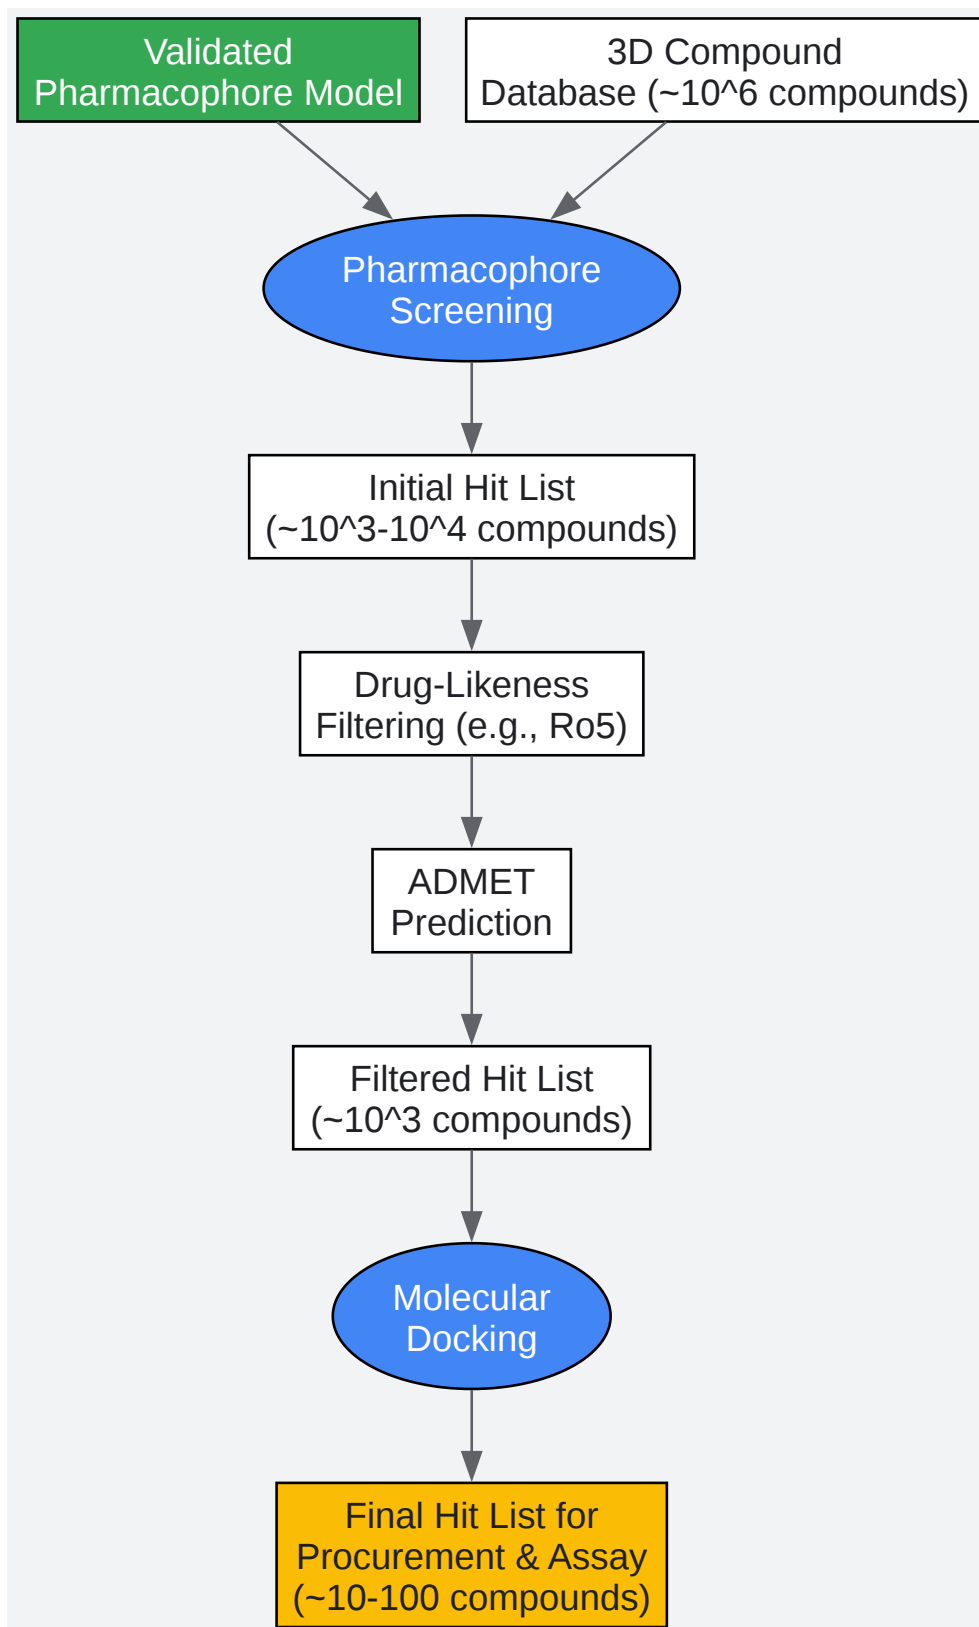 Validated
Pharmacophore Model
3D Compound
Database (~10^6 compounds)
Pharmacophore
Screening
Initial Hit List
(~10^3-10^4 compounds)
Drug-Likeness
Filtering (e.g., Ro5)
ADMET
Prediction
Filtered Hit List
(~10^3 compounds)
Molecular
Docking
Final Hit List for
Procurement & Assay
(~10-100 compounds)